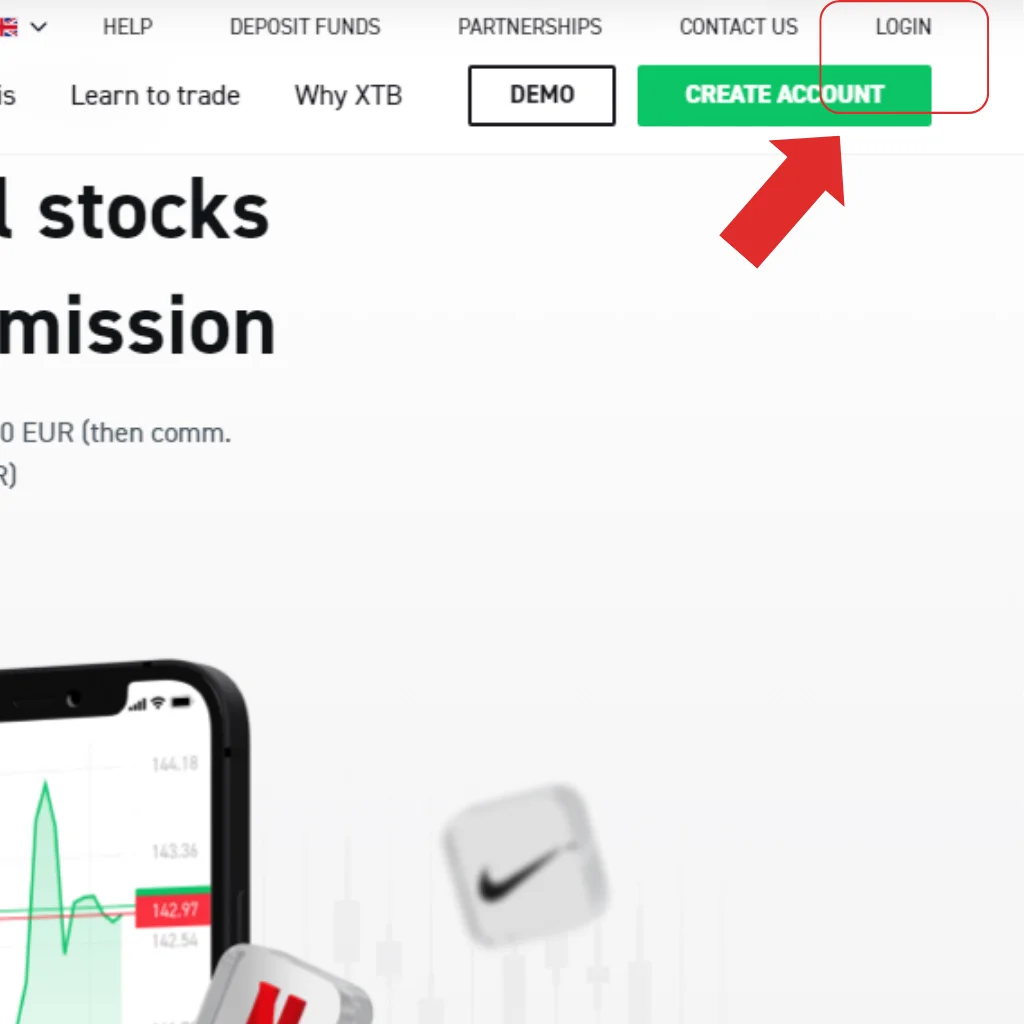 HELP DEPOSIT FUNDS PARTNERSHIPS CONTACT US LOGIN
is Learn to trade Why XTB DEMO CREATE ACCOUNT
l stocks
mission
0 EUR (then comm.
R)
144.18
143.36
142.97
142.54